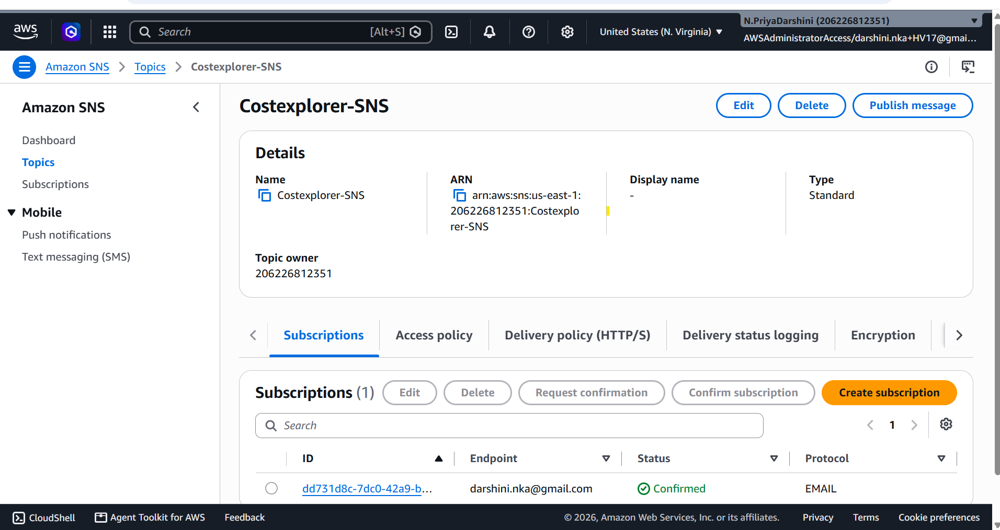 aws
Search [Alt+S]
United States (N. Virginia)
N.PriyaDarshini (206226812351)
AWSAdministratorAccess/darshini.nka+HV17@gmai...
Amazon SNS
Topics
Costexplorer-SNS
Amazon SNS
Dashboard
Topics
Subscriptions
Mobile
Push notifications
Text messaging (SMS)
Costexplorer-SNS
Edit
Delete
Publish message
Details
Name
Costexplorer-SNS
ARN
arn:aws:sns:us-east-1:
206226812351:Costexplo
rer-SNS
Display name
-
Type
Standard
Topic owner
206226812351
Subscriptions
Access policy
Delivery policy (HTTP/S)
Delivery status logging
Encryption
Subscriptions (1)
Edit
Delete
Request confirmation
Confirm subscription
Create subscription
Search
1
ID
Endpoint
Status
Protocol
dd731d8c-7dc0-42a9-b...
darshini.nka@gmail.com
Confirmed
EMAIL
CloudShell
Agent Toolkit for AWS
Feedback
© 2026, Amazon Web Services, Inc. or its affiliates.
Privacy
Terms
Cookie preferences